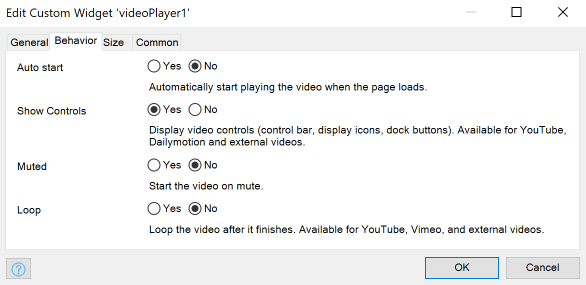 Edit Custom Widget 'videoPlayer1'
General Behavior Size Common
Auto start Yes No
Automatically start playing the video when the page loads.
Show Controls Yes No
Display video controls (control bar, display icons, dock buttons). Available for YouTube,
Dailymotion and external videos.
Muted Yes No
Start the video on mute.
Loop Yes No
Loop the video after it finishes. Available for YouTube, Vimeo, and external videos.
? OK Cancel